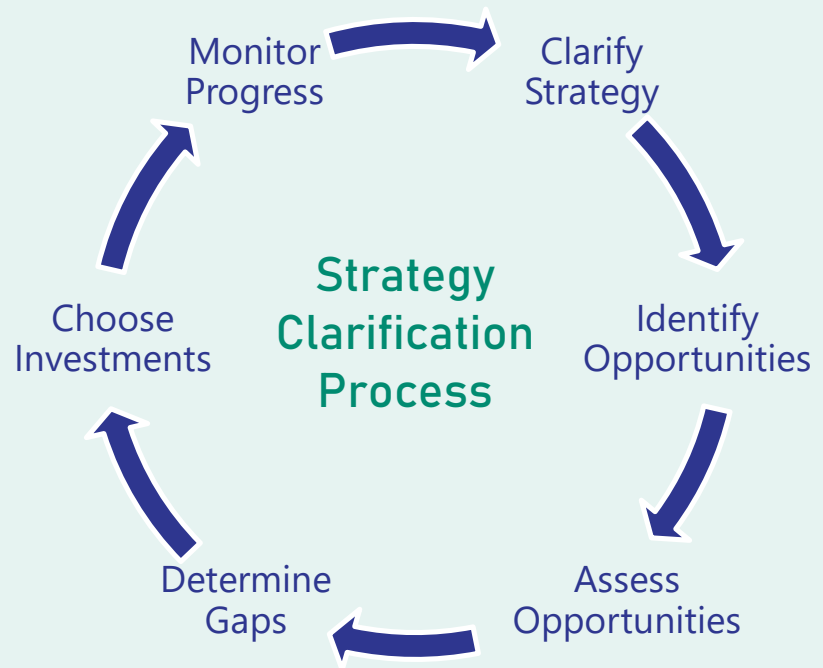 Monitor
Progress
Clarify
Strategy
Strategy
Clarification
Process
Choose
Investments
Identify
Opportunities
Determine
Gaps
Assess
Opportunities